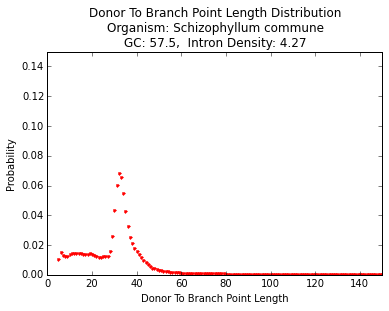 Donor To Branch Point Length Distribution
Organism: Schizophyllum commune
GC: 57.5,  Intron Density: 4.27
0.14
0.12
0.10
0.08
0.06
0.04
0.02
0.00
Probability
0 20 40 60 80 100 120 140
Donor To Branch Point Length